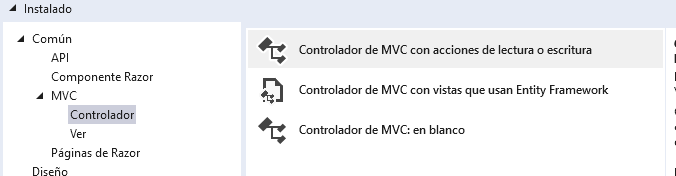 Instalado
Común
API
Componente Razor
MVC
Controlador
Ver
Páginas de Razor
Diseño
Controlador de MVC con acciones de lectura o escritura
Controlador de MVC con vistas que usan Entity Framework
Controlador de MVC: en blanco